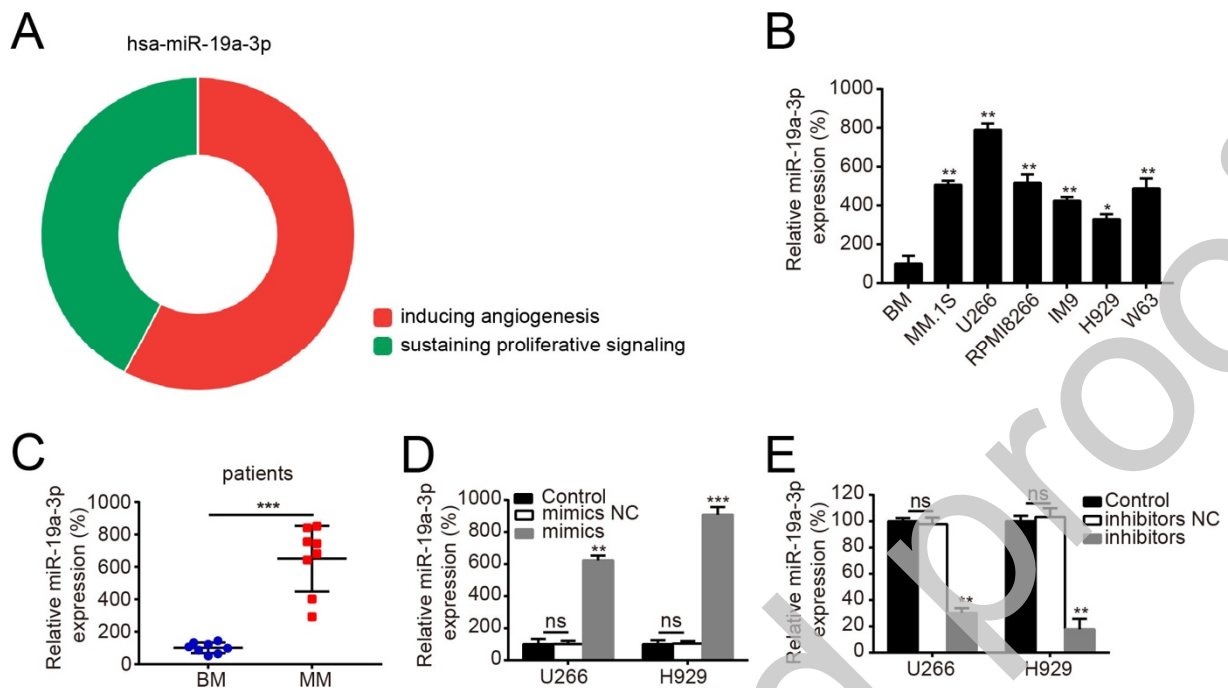 A
hsa-miR-19a-3p
inducing angiogenesis
sustaining proliferative signaling
B
Relative miR-19a-3p
expression (%)
1000
800
600
400
200
0
**
**
**
**
*
**
BM
MM.1S
U266
RPMI8266
IM9
H929
W63
C
patients
Relative miR-19a-3p
expression (%)
1000
800
600
400
200
0
***
BM
MM
D
Relative miR-19a-3p
expression (%)
1000
800
600
400
200
0
Control
mimics NC
mimics
ns
**
ns
***
U266
H929
E
Relative miR-19a-3p
expression (%)
120
100
80
60
40
20
0
ns
**
ns
**
Control
inhibitors NC
inhibitors
U266
H929